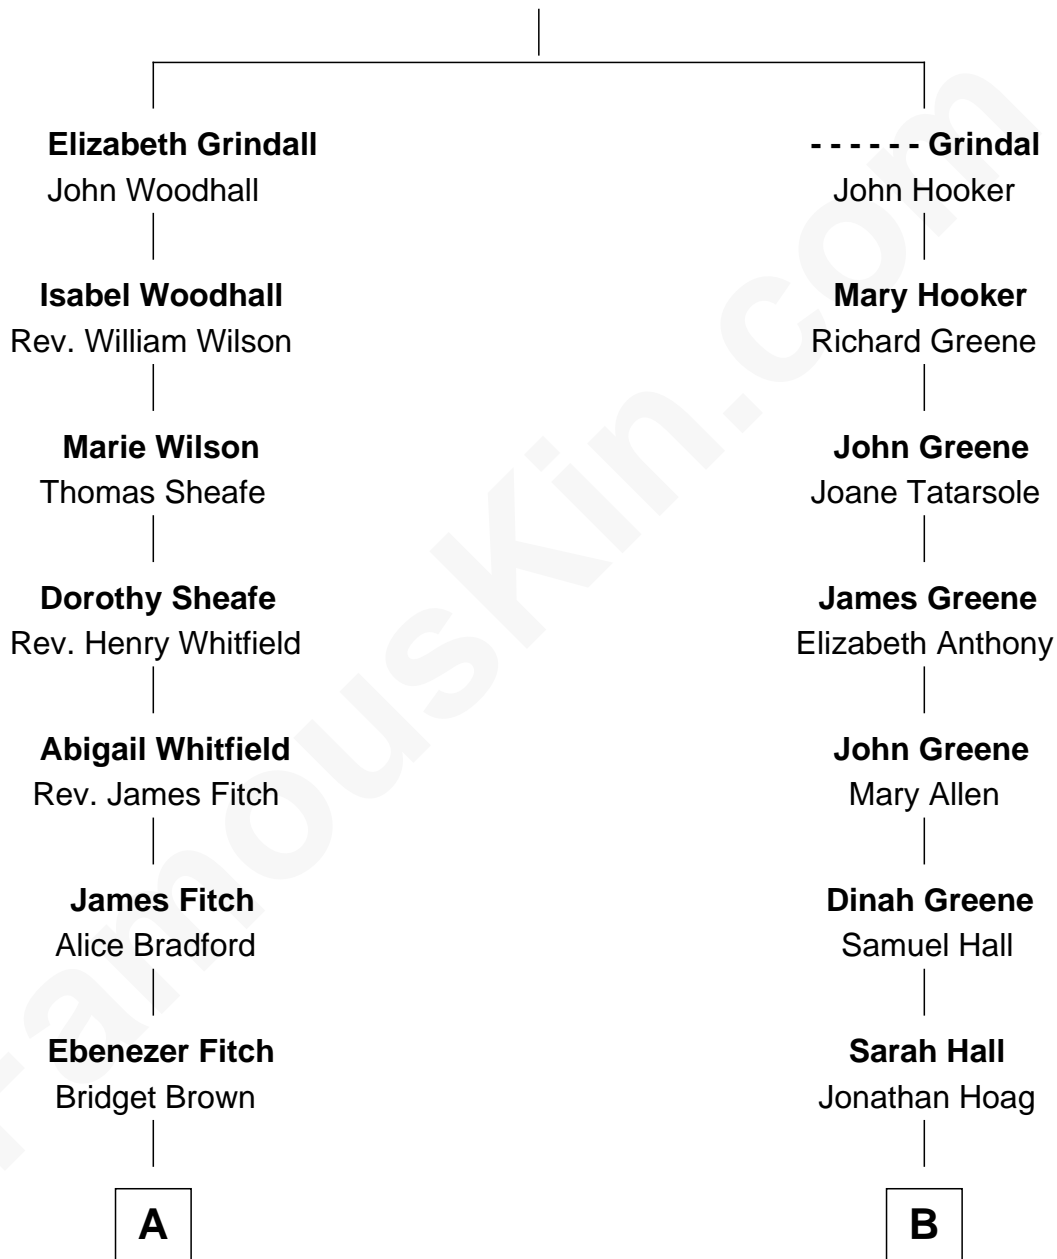 Elizabeth Grindall
John Woodhall
Isabel Woodhall
Rev. William Wilson
Marie Wilson
Thomas Sheafe
Dorothy Sheafe
Rev. Henry Whitfield
Abigail Whitfield
Rev. James Fitch
James Fitch
Alice Bradford
Ebenezer Fitch
Bridget Brown
A
- - - - - - Grindal
John Hooker
Mary Hooker
Richard Greene
John Greene
Joane Tatarsole
James Greene
Elizabeth Anthony
John Greene
Mary Allen
Dinah Greene
Samuel Hall
Sarah Hall
Jonathan Hoag
B
FamousKin.com